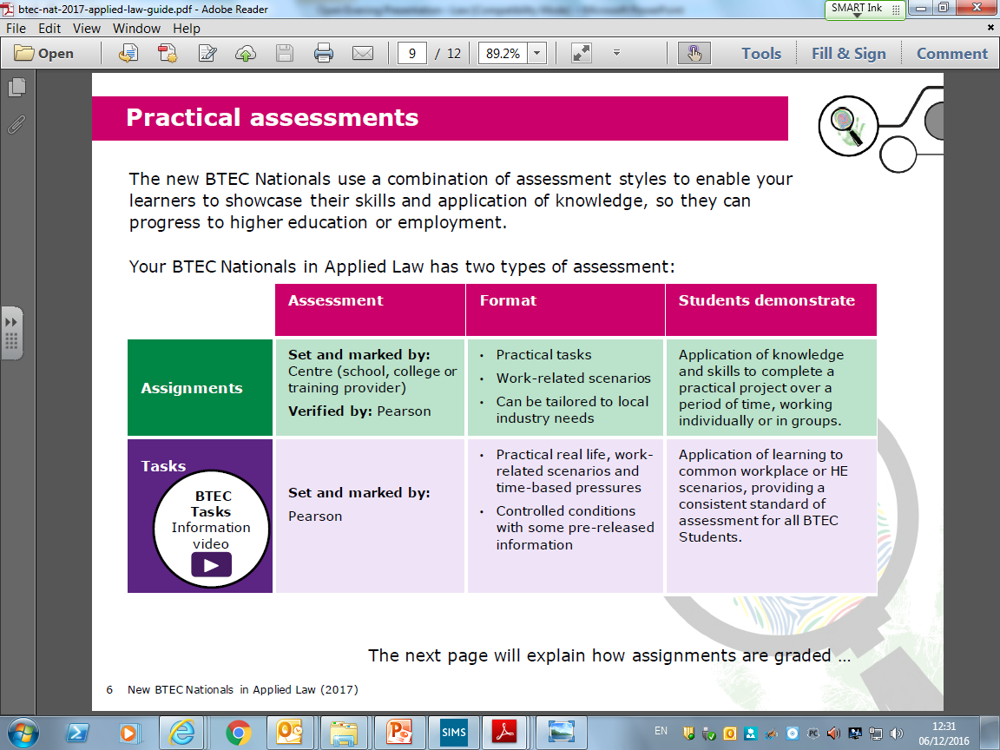 btec-nat-2017-applied-law-guide.pdf - Adobe Reader
SMART Ink
File Edit View Window Help
Open
9 / 12
89.2%
Tools
Fill & Sign
Comment
Practical assessments
The new BTEC Nationals use a combination of assessment styles to enable your
learners to showcase their skills and application of knowledge, so they can
progress to higher education or employment.
Your BTEC Nationals in Applied Law has two types of assessment:
Assessment
Format
Students demonstrate
Assignments
Set and marked by:
Centre (school, college or
training provider)
Verified by: Pearson
• Practical tasks
• Work-related scenarios
• Can be tailored to local
industry needs
Application of knowledge
and skills to complete a
practical project over a
period of time, working
individually or in groups.
Tasks
BTEC
Tasks
Information
video
Set and marked by:
Pearson
• Practical real life, work-
related scenarios and
time-based pressures
• Controlled conditions
with some pre-released
information
Application of learning to
common workplace or HE
scenarios, providing a
consistent standard of
assessment for all BTEC
Students.
The next page will explain how assignments are graded …
6 New BTEC Nationals in Applied Law (2017)
SIMS
EN
12:31
06/12/2016